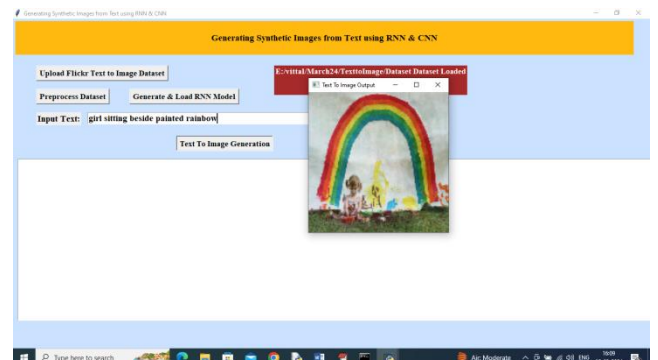 Generating Synthetic Images from Text using RNN & CNN
Generating Synthetic Images from Text using RNN & CNN
Upload Flickr Text to Image Dataset
E:/vittal/March24/TexttoImage/Dataset Dataset Loaded
Text To Image Output
Preprocess Dataset
Generate & Load RNN Model
Input Text: girl sitting beside painted rainbow
Text To Image Generation
Type here to search
Air: Moderate
ENG
16:09